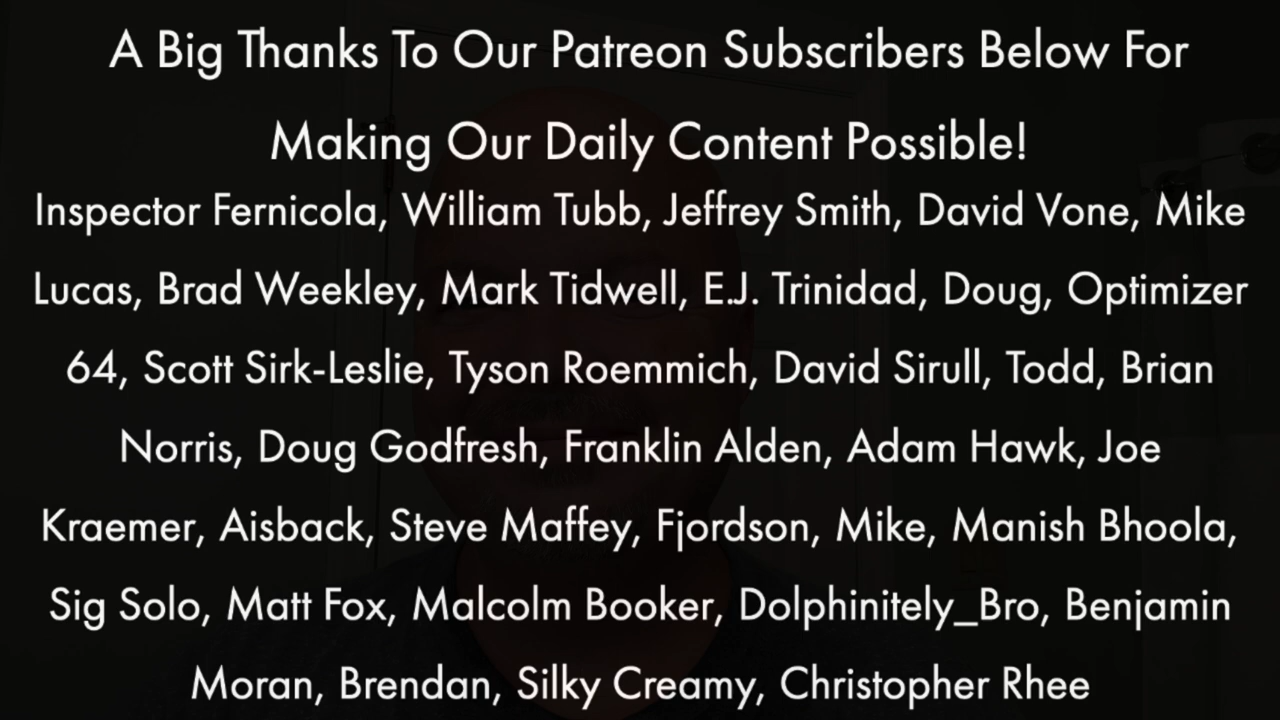 A Big Thanks To Our Patreon Subscribers Below For
Making Our Daily Content Possible!
Inspector Fernicola, William Tubb, Jeffrey Smith, David Vone, Mike
Lucas, Brad Weekley, Mark Tidwell, E.J. Trinidad, Doug, Optimizer
64, Scott Sirk-Leslie, Tyson Roemmich, David Sirull, Todd, Brian
Norris, Doug Godfresh, Franklin Alden, Adam Hawk, Joe
Kraemer, Aisback, Steve Maffey, Fjordson, Mike, Manish Bhoola,
Sig Solo, Matt Fox, Malcolm Booker, Dolphinitely_Bro, Benjamin
Moran, Brendan, Silky Creamy, Christopher Rhee